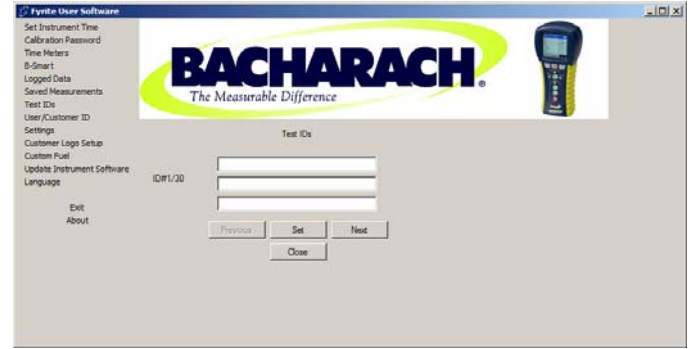 Fyrite User Software
Set Instrument Time
Calibration Password
Time Meters
B-Smart
Logged Data
Saved Measurements
Test IDs
User/Customer ID
Settings
Customer Logo Setup
Custom Fuel
Update Instrument Software
Language
Exit
About
BACHARACH®
The Measurable Difference
Test IDs
ID#1/30
Previous Set Next
Close